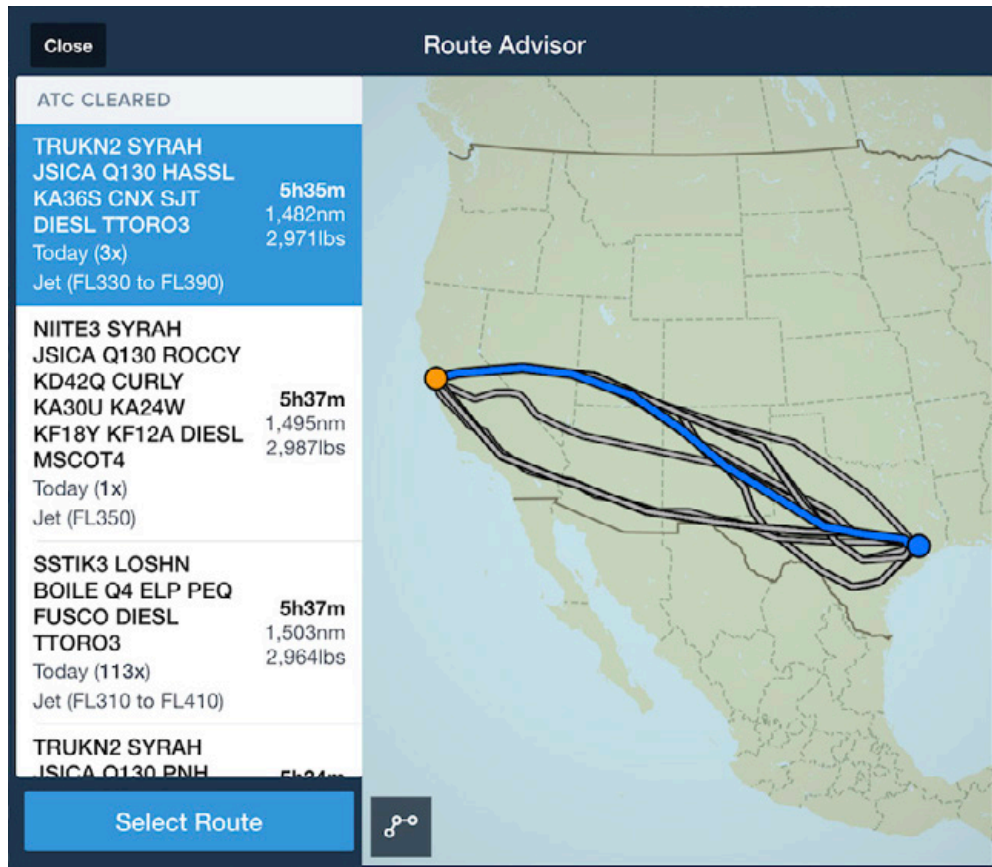 Close
Route Advisor
ATC CLEARED
TRUKN2 SYRAH
JSICA Q130 HASSL
KA36S CNX SJT
DIESL TTORO3
5h35m
1,482nm
2,971lbs
Today (3x)
Jet (FL330 to FL390)
NIITE3 SYRAH
JSICA Q130 ROCCY
KD42Q CURLY
KA30U KA24W
KF18Y KF12A DIESL
MSCOT4
5h37m
1,495nm
2,987lbs
Today (1x)
Jet (FL350)
SSTIK3 LOSHN
BOILE Q4 ELP PEQ
FUSCO DIESL
TTORO3
5h37m
1,503nm
2,964lbs
Today (113x)
Jet (FL310 to FL410)
TRUKN2 SYRAH
JSICA Q130 PNH
Select Route